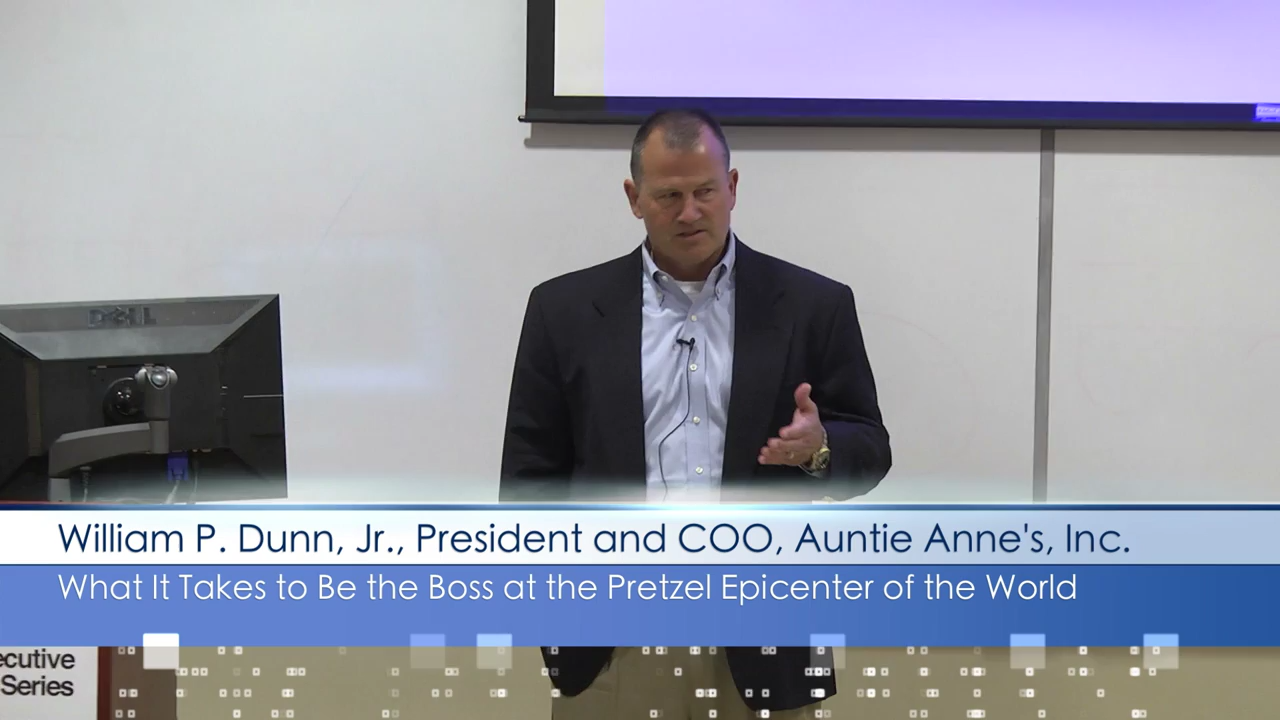 DELL
William P. Dunn, Jr., President and COO, Auntie Anne's, Inc.
What It Takes to Be the Boss at the Pretzel Epicenter of the World
ecutive
Series